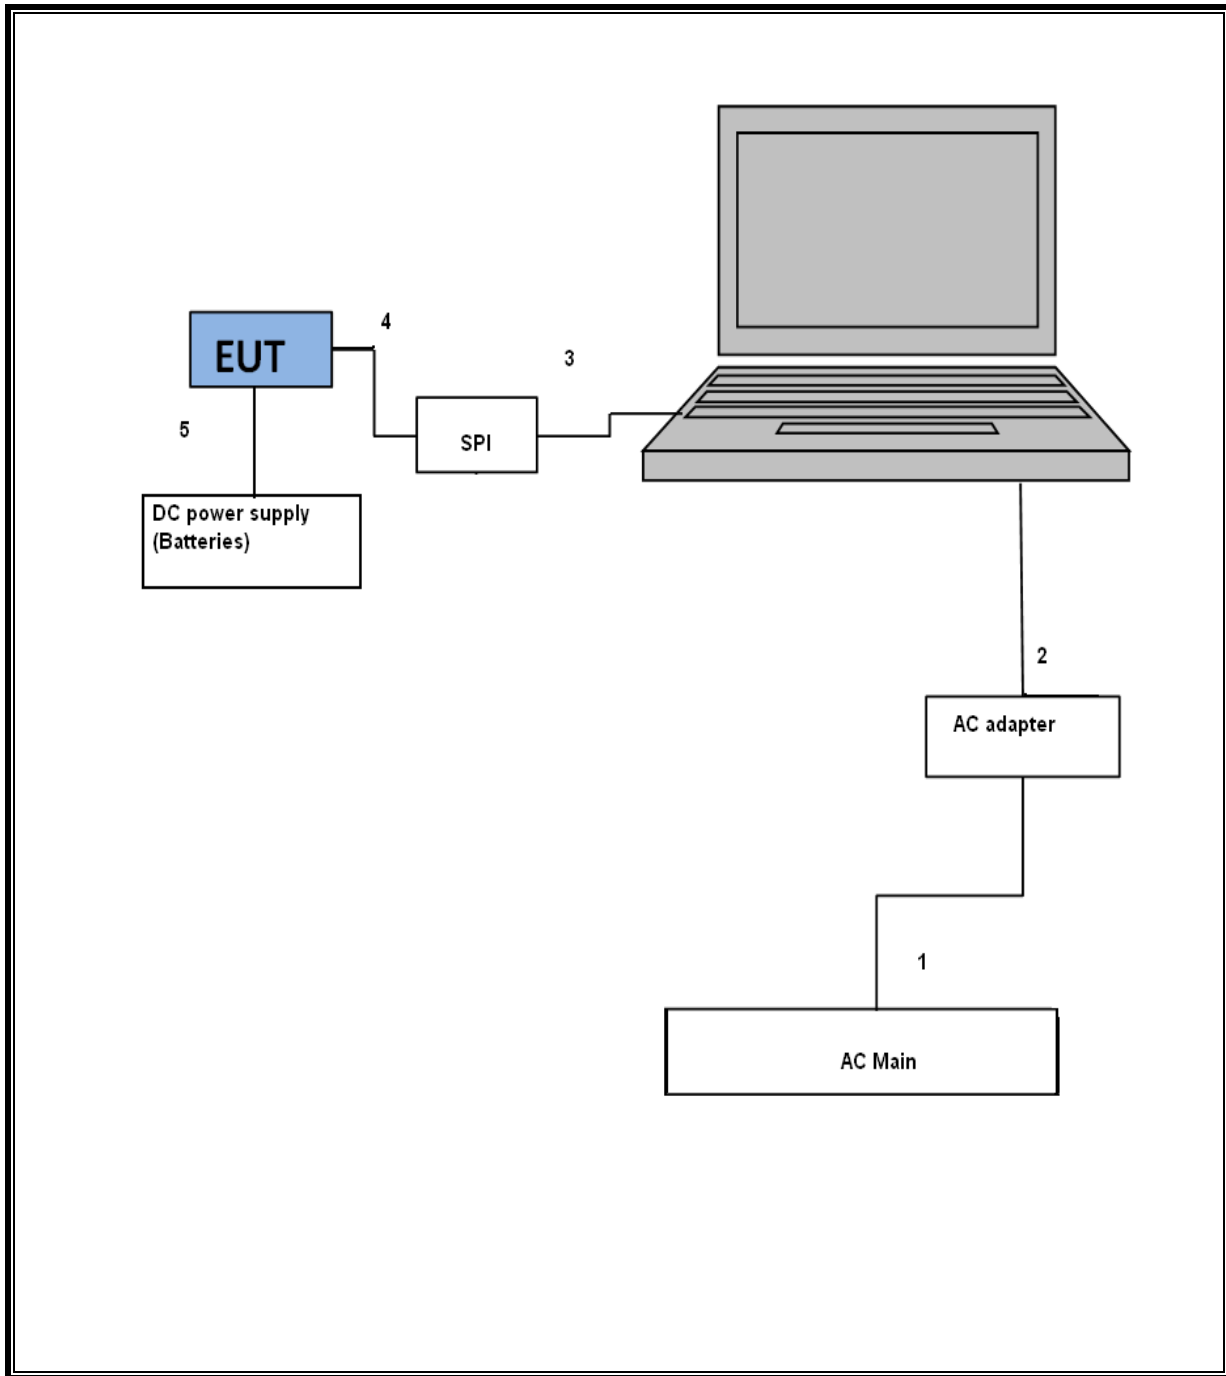 4
3
EUT
5
SPI
DC power supply
(Batteries)
2
AC adapter
1
AC Main